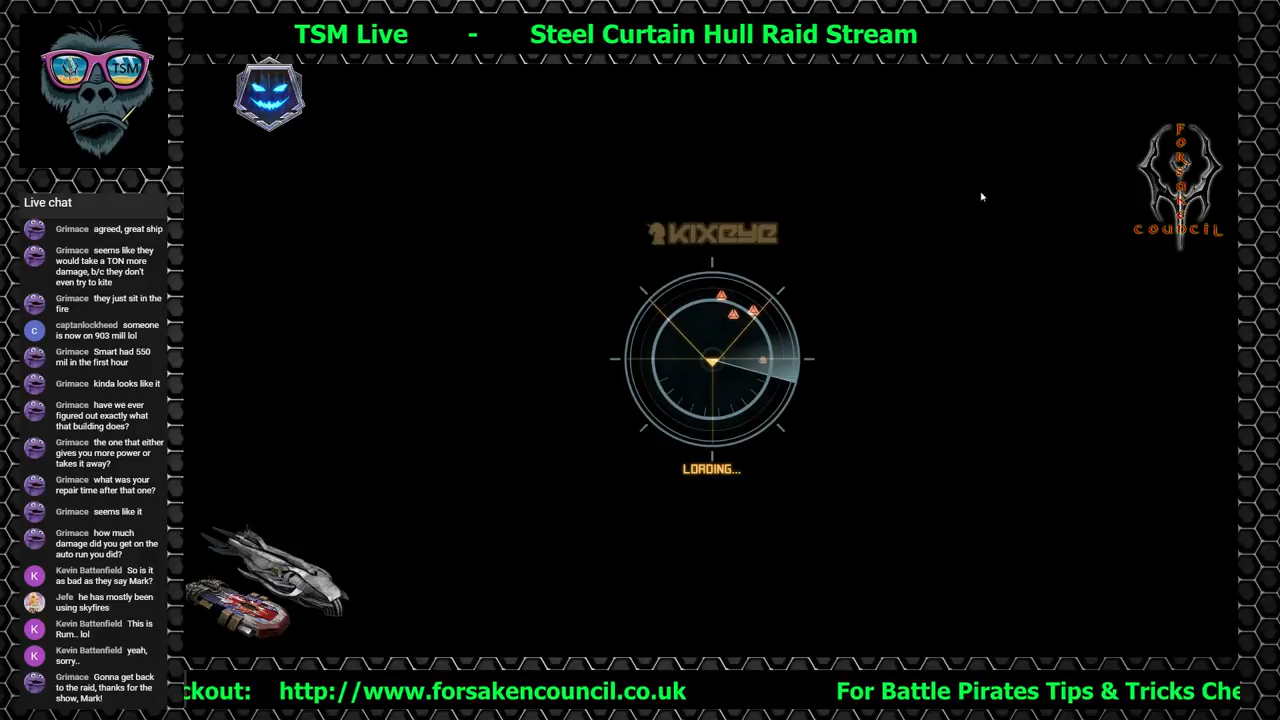 TSM Live - Steel Curtain Hull Raid Stream
TSM
Live chat
Grimace agreed, great ship
Grimace seems like they
would take a TON more
damage, b/c they don't
even try to kite
Grimace they just sit in the
fire
captanlockheed someone
is now on 903 mill lol
Grimace Smart had 550
mil in the first hour
Grimace kinda looks like it
Grimace have we ever
figured out exactly what
that building does?
Grimace the one that either
gives you more power or
takes it away?
Grimace what was your
repair time after that one?
Grimace seems like it
Grimace how much
damage did you get on the
auto run you did?
K
Kevin Battenfield So is it
as bad as they say Mark?
Jefe he has mostly been
using skyfires
K
Kevin Battenfield This is
Rum.. lol
K
Kevin Battenfield yeah,
sorry..
Grimace Gonna get back
to the raid, thanks for the
show, Mark!
C
KIXEYE
LOADING...
Forsaken
COUNCIL
ckout: http://www.forsakencouncil.co.uk For Battle Pirates Tips & Tricks Che